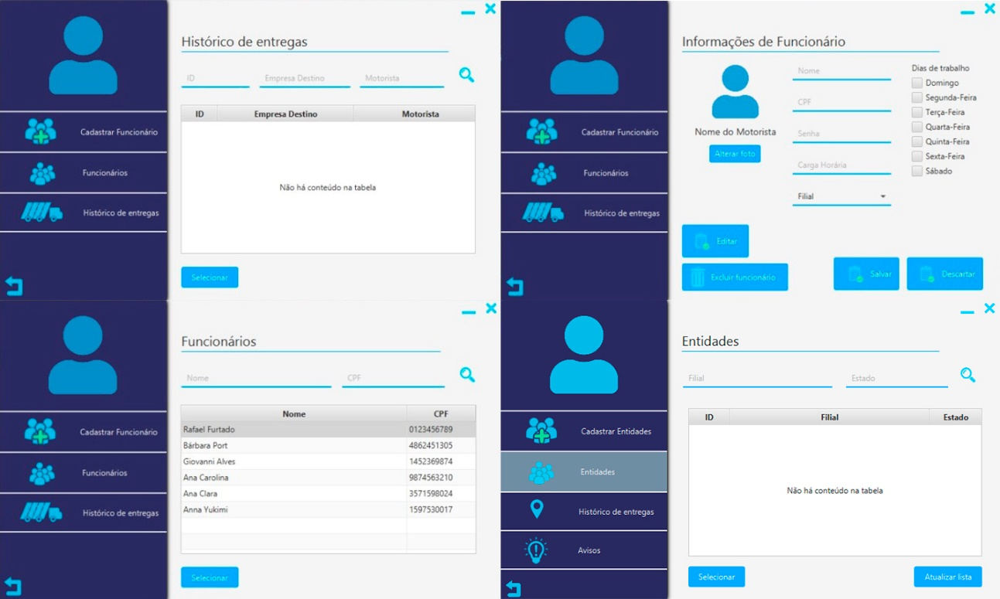 Histórico de entregas
ID Empresa Destino Motorista
ID Empresa Destino Motorista
Não há conteúdo na tabela
Selecionar
Cadastrar Funcionário
Funcionários
Histórico de entregas
Informações de Funcionário
Nome do Motorista
Alterar foto
Nome
CPF
Senha
Carga Horária
Filial
Dias de trabalho
Domingo
Segunda-Feira
Terça-Feira
Quarta-Feira
Quinta-Feira
Sexta-Feira
Sábado
Editar
Excluir funcionário
Salvar
Descartar
Cadastrar Funcionário
Funcionários
Histórico de entregas
Funcionários
Nome CPF
Nome CPF
Rafael Furtado 0123456789
Bárbara Port 4862451305
Giovanni Alves 1452369874
Ana Carolina 9874563210
Ana Clara 3571598024
Anna Yukimi 1597530017
Selecionar
Cadastrar Funcionário
Funcionários
Histórico de entregas
Entidades
Filial Estado
ID Filial Estado
Não há conteúdo na tabela
Selecionar Atualizar lista
Cadastrar Entidades
Entidades
Histórico de entregas
Avisos